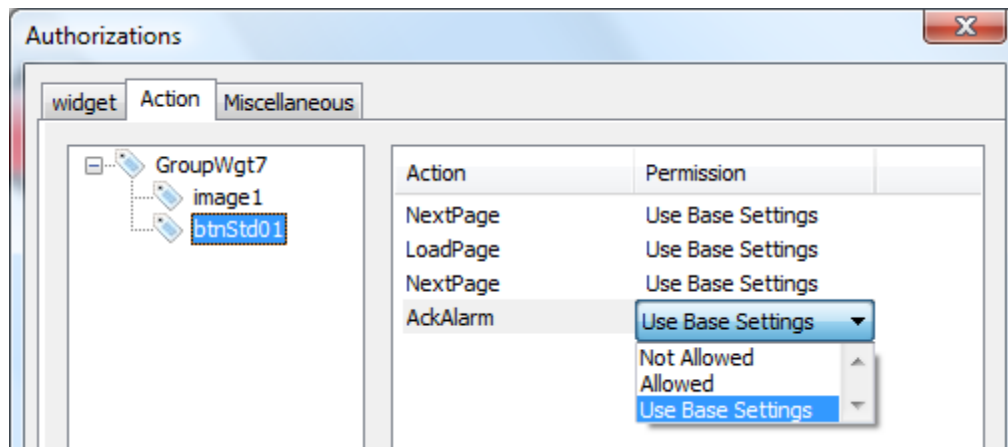 Authorizations
widget Action Miscellaneous
GroupWgt7
image1
btnStd01
Action Permission
NextPage Use Base Settings
LoadPage Use Base Settings
NextPage Use Base Settings
AckAlarm Use Base Settings
Not Allowed
Allowed
Use Base Settings